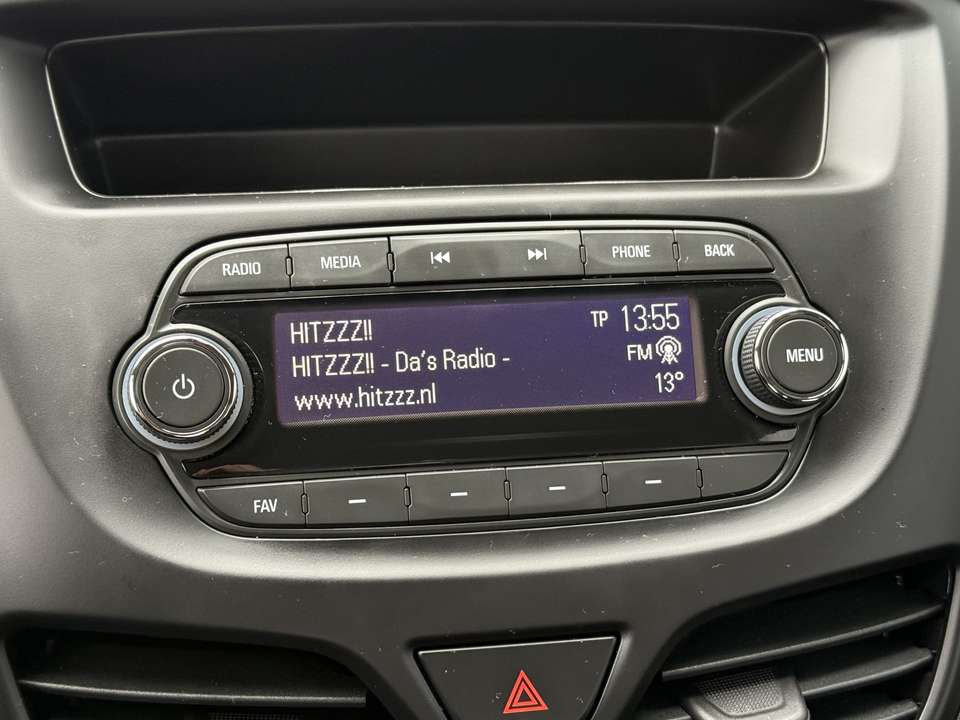 RADIO MEDIA PHONE BACK
HITZZZ!! TP 13:55
HITZZZ!! - Da's Radio - FM
www.hitzzz.nl 13°
MENU
FAV